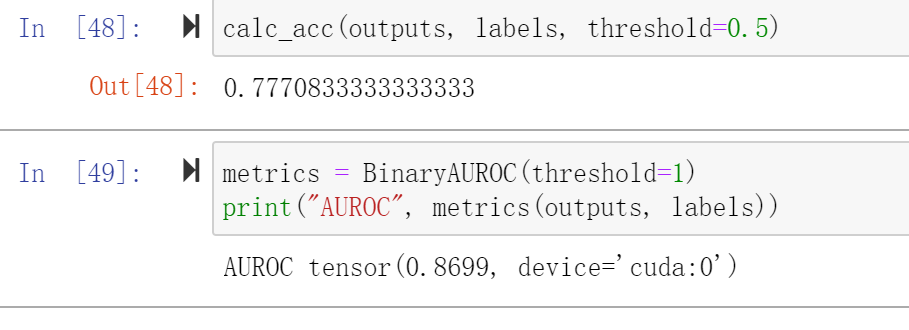 In [48]: calc_acc(outputs, labels, threshold=0.5)
Out[48]: 0.7770833333333333
In [49]: metrics = BinaryAUROC(threshold=1)
print("AUROC", metrics(outputs, labels))
AUROC tensor(0.8699, device='cuda:0')